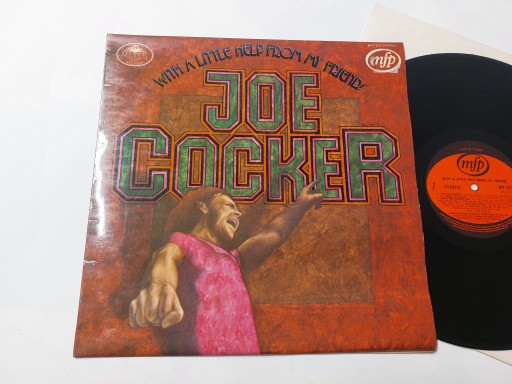 mfp
WITH A LITTLE HELP FROM MY FRIENDS
JOE
COCKER
mfp
STEREO